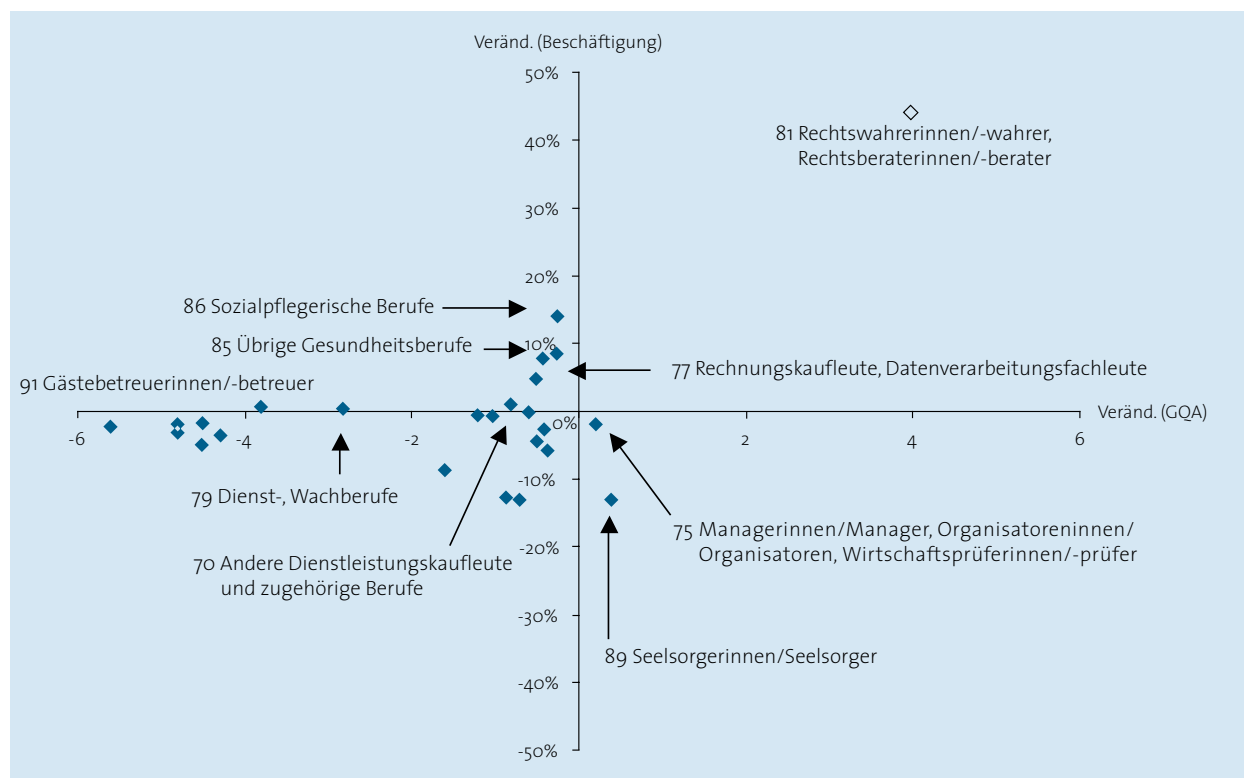 Veränd. (Beschäftigung)
50%
81 Rechtswahrerinnen/-wahrer,
Rechtsberaterinnen/-berater
40%
30%
20%
86 Sozialpflegerische Berufe
85 Übrige Gesundheitsberufe
10%
77 Rechnungskaufleute, Datenverarbeitungsfachleute
91 Gästebetreuerinnen/-betreuer
Veränd. (GQA)
-6 -4 -2 0% 2 4 6
-10%
79 Dienst-, Wachberufe
75 Managerinnen/Manager, Organisatoreninnen/
Organisatoren, Wirtschaftsprüferinnen/-prüfer
-20%
70 Andere Dienstleistungskaufleute
und zugehörige Berufe
-30%
89 Seelsorgerinnen/Seelsorger
-40%
-50%